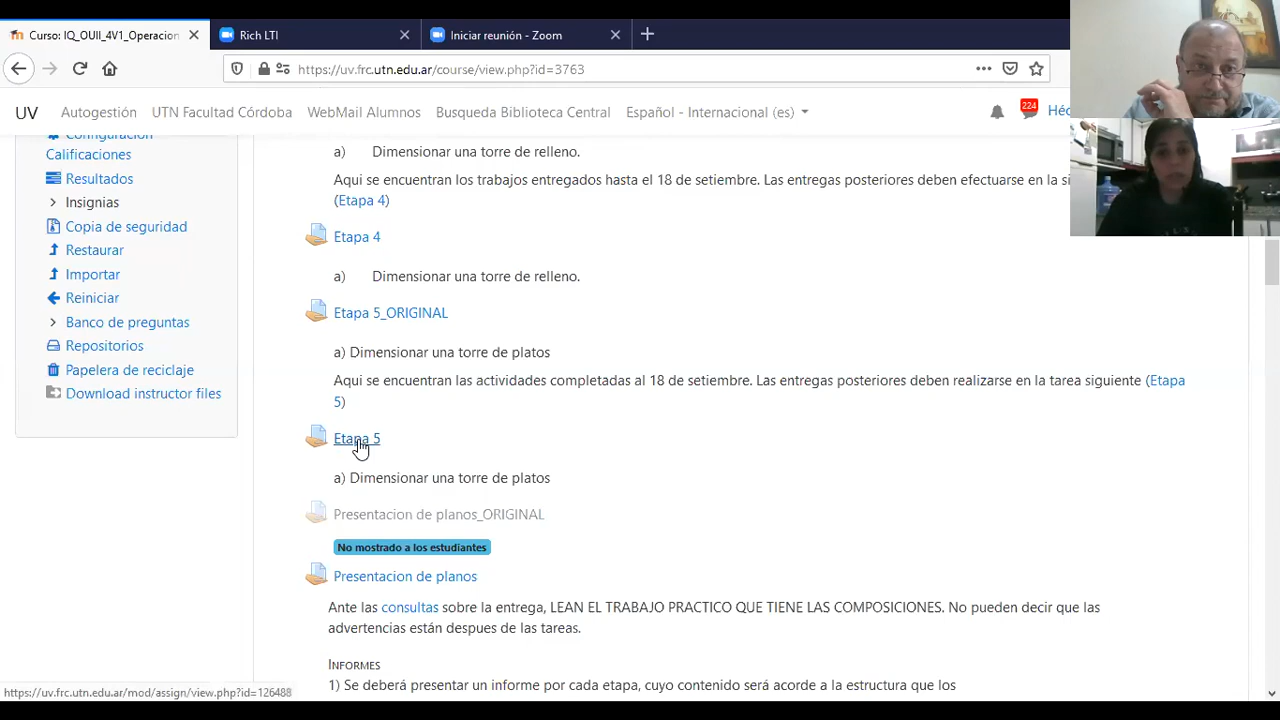 Curso: IQ_OUII_4V1_Operacion
Rich LTI
Iniciar reunión - Zoom
https://uv.frc.utn.edu.ar/course/view.php?id=3763
UV Autogestión UTN Facultad Córdoba WebMail Alumnos Busqueda Biblioteca Central Español - Internacional (es) 224 Héc
Configuración
Calificaciones
Resultados
Insignias
Copia de seguridad
Restaurar
Importar
Reiniciar
Banco de preguntas
Repositorios
Papelera de reciclaje
Download instructor files
a) Dimensionar una torre de relleno.
Aqui se encuentran los trabajos entregados hasta el 18 de setiembre. Las entregas posteriores deben efectuarse en la si
(Etapa 4)
Etapa 4
a) Dimensionar una torre de relleno.
Etapa 5_ORIGINAL
a) Dimensionar una torre de platos
Aqui se encuentran las actividades completadas al 18 de setiembre. Las entregas posteriores deben realizarse en la tarea siguiente (Etapa
5)
Etapa 5
a) Dimensionar una torre de platos
Presentacion de planos_ORIGINAL
No mostrado a los estudiantes
Presentacion de planos
Ante las consultas sobre la entrega, LEAN EL TRABAJO PRACTICO QUE TIENE LAS COMPOSICIONES. No pueden decir que las
advertencias están despues de las tareas.
INFORMES
1) Se deberá presentar un informe por cada etapa, cuyo contenido será acorde a la estructura que los
https://uv.frc.utn.edu.ar/mod/assign/view.php?id=126488